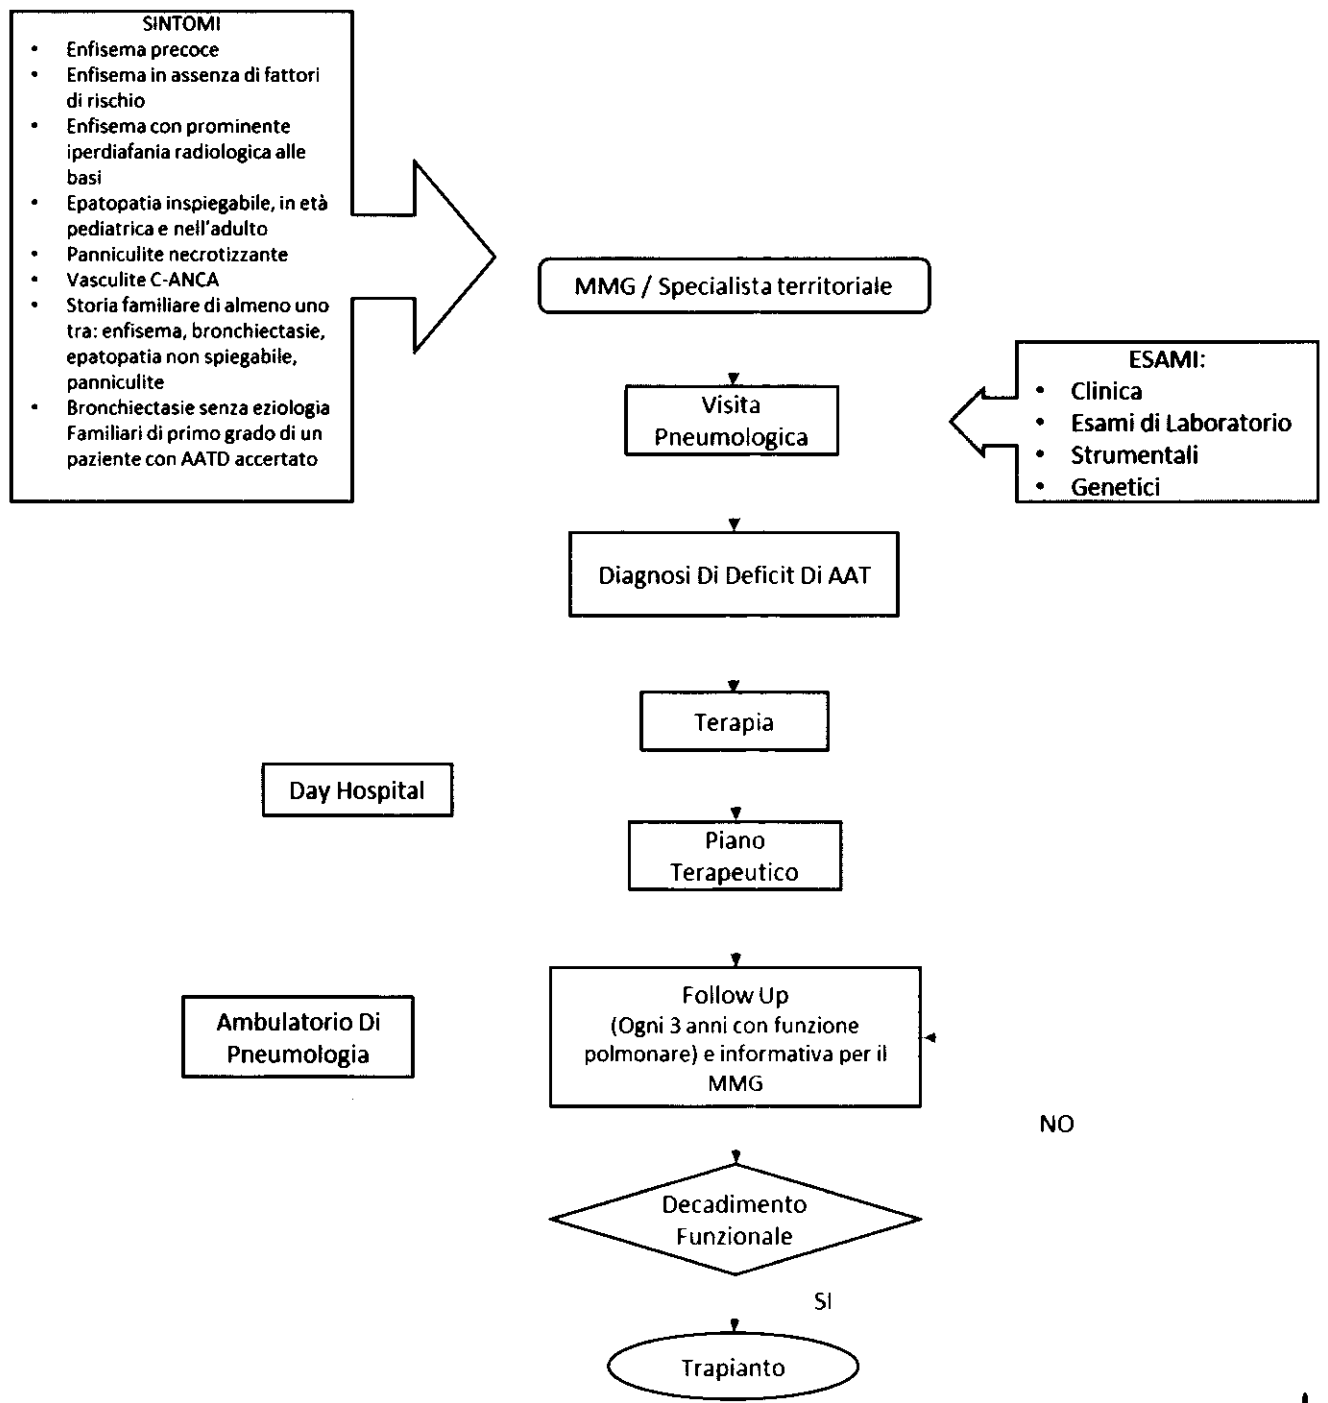 SINTOMI
• Enfisema precoce
• Enfisema in assenza di fattori
di rischio
• Enfisema con prominente
iperdiafania radiologica alle
basi
• Epatopatia inspiegabile, in età
pediatrica e nell'adulto
• Panniculite necrotizzante
• Vasculite C-ANCA
• Storia familiare di almeno uno
tra: enfisema, bronchiectasie,
epatopatia non spiegabile,
panniculite
• Bronchiectasie senza eziologia
Familiari di primo grado di un
paziente con AATD accertato
MMG / Specialista territoriale
Visita
Pneumologica
ESAMI:
• Clinica
• Esami di Laboratorio
• Strumentali
• Genetici
Diagnosi Di Deficit Di AAT
Terapia
Day Hospital
Piano
Terapeutico
Ambulatorio Di
Pneumologia
Follow Up
(Ogni 3 anni con funzione
polmonare) e informativa per il
MMG
NO
Decadimento
Funzionale
SI
Trapianto